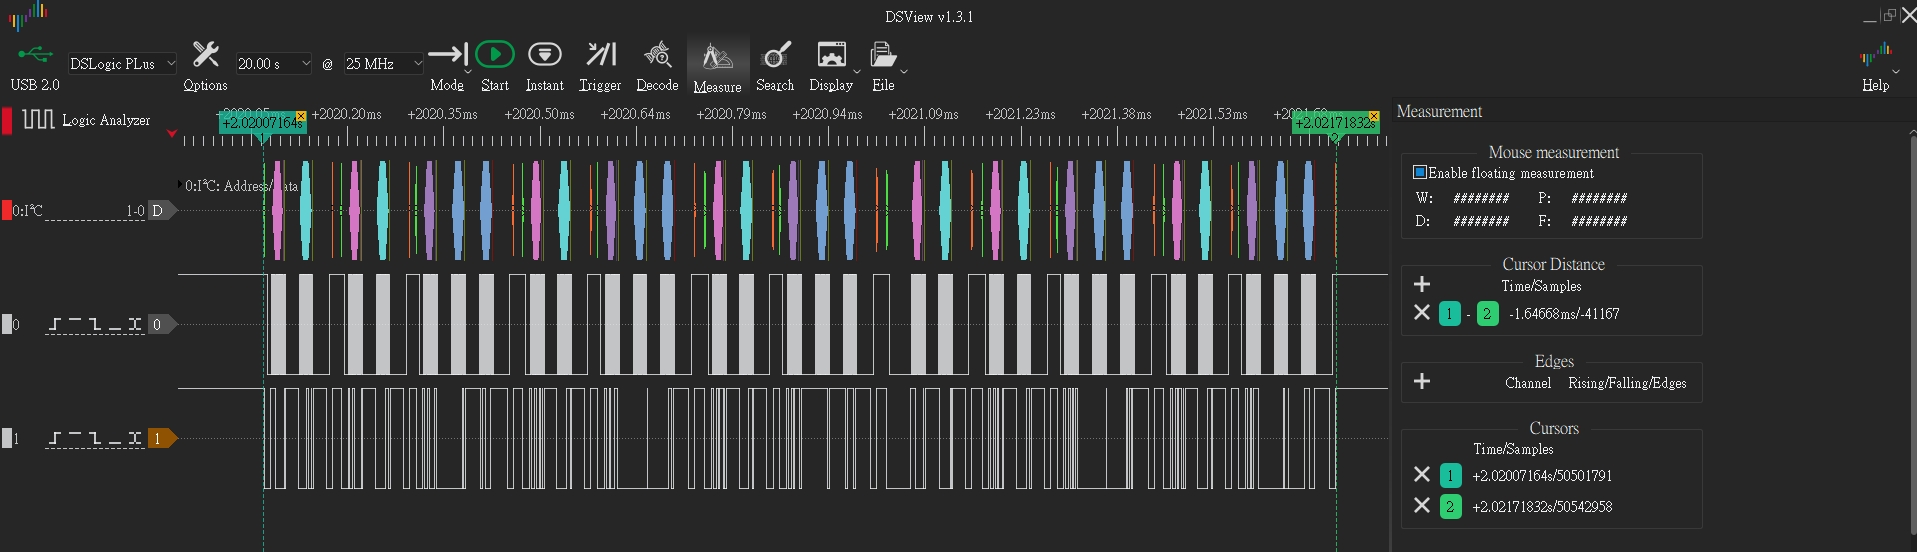 DSView v1.3.1
USB 2.0
DSLogic PLus
Options
20.00 s
@
25 MHz
Mode
Start
Instant
Trigger
Decode
Measure
Search
Display
File
Help
Logic Analyzer
+2020.05ms +2020.20ms +2020.35ms +2020.50ms +2020.64ms +2020.79ms +2020.94ms +2021.09ms +2021.23ms +2021.38ms +2021.53ms
+2.02007164s
+2.02171832s
2
0:I²C: Address/Data
0:I²C 1-0 D
0 0
1 1
Measurement
Mouse measurement
Enable floating measurement
W: ######## P: ########
D: ######## F: ########
Cursor Distance
Time/Samples
1 - 2 -1.64668ms/-41167
Edges
Channel Rising/Falling/Edges
Cursors
Time/Samples
1 +2.02007164s/50501791
2 +2.02171832s/50542958